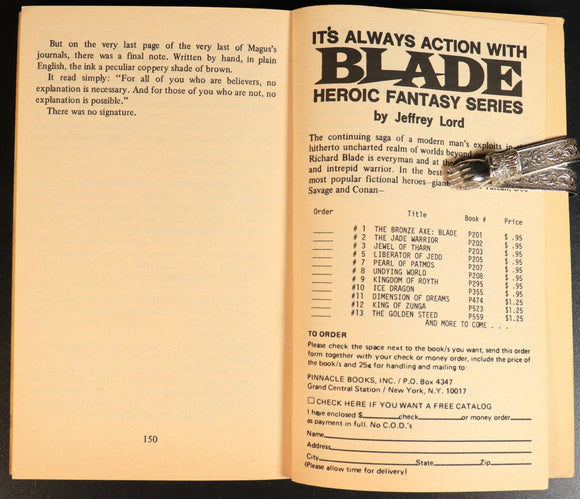 But on the very last page of the very last of Magus's
journals, there was a final note. Written by hand, in plain
English, the ink a peculiar coppery shade of brown.
It read simply: "For all of you who are believers, no
explanation is necessary. And for those of you who are not, no
explanation is possible."
There was no signature.
150
IT'S ALWAYS ACTION WITH
BLADE
HEROIC FANTASY SERIES
by Jeffrey Lord
The continuing saga of a modern man's exploits in
hitherto uncharted realm of worlds beyond
Richard Blade is everyman and at the
and intrepid warrior. In the best
most popular fictional heroes—giant
Savage and Conan—
Order Title Book # Price
# 1 THE BRONZE AXE: BLADE P201 $ .95
# 2 THE JADE WARRIOR P202 $ .95
# 3 JEWEL OF THARN P203 $ .95
# 5 LIBERATOR OF JEDD P205 $ .95
# 7 PEARL OF PATMOS P207 $ .95
# 8 UNDYING WORLD P208 $ .95
# 9 KINGDOM OF ROYTH P295 $ .95
#10 ICE DRAGON P355 $ .95
#11 DIMENSION OF DREAMS P474 $1.25
#12 KING OF ZUNGA P523 $1.25
#13 THE GOLDEN STEED P559 $1.25
AND MORE TO COME . . .
TO ORDER
Please check the space next to the book/s you want, send this order
form together with your check or money order, include the price of
the book/s and 25¢ for handling and mailing to:
PINNACLE BOOKS, INC. / P.O. Box 4347
Grand Central Station / New York, N.Y. 10017
☐ CHECK HERE IF YOU WANT A FREE CATALOG
I have enclosed $ check or money order
as payment in full. No C.O.D.'s
Name
Address
City State Zip
(Please allow time for delivery)